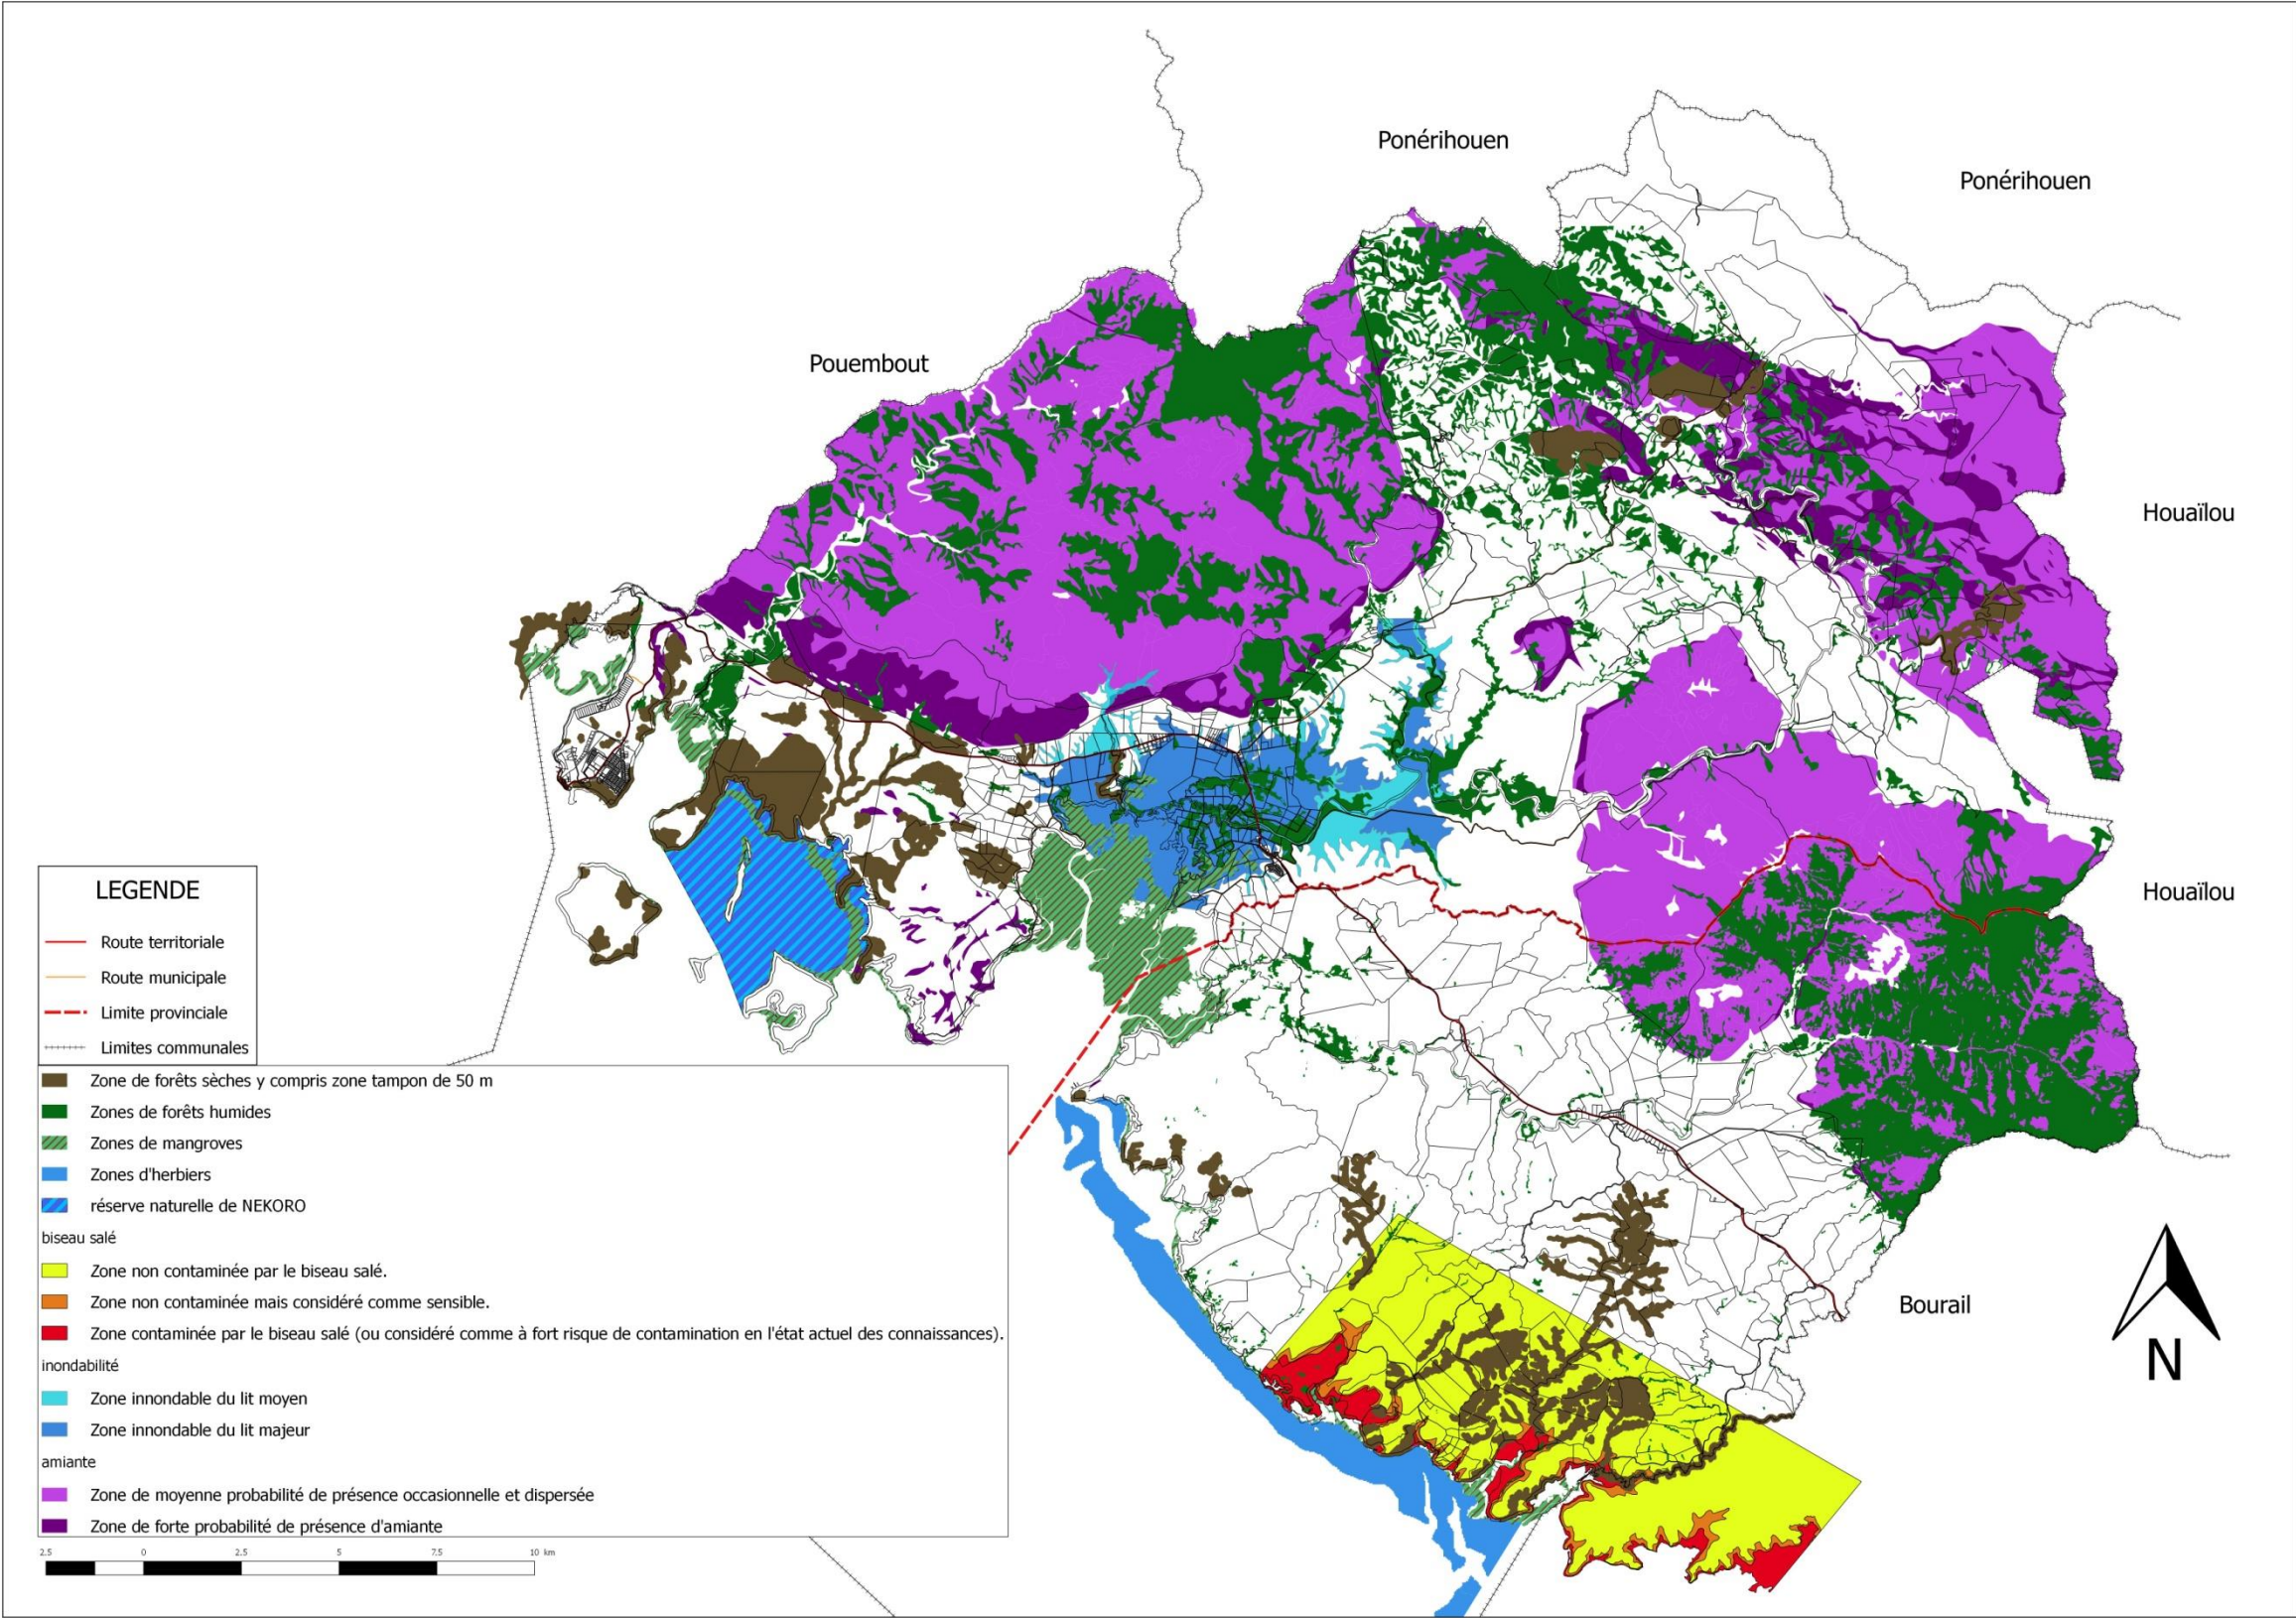 Ponérihouen
Ponérihouen
Pouembout
Houaïlou
Houaïlou
Bourail
N
LEGENDE
Route territoriale
Route municipale
Limite provinciale
Limites communales
Zone de forêts sèches y compris zone tampon de 50 m
Zones de forêts humides
Zones de mangroves
Zones d'herbiers
réserve naturelle de NEKORO
biseau salé
Zone non contaminée par le biseau salé.
Zone non contaminée mais considéré comme sensible.
Zone contaminée par le biseau salé (ou considéré comme à fort risque de contamination en l'état actuel des connaissances).
inondabilité
Zone innondable du lit moyen
Zone innondable du lit majeur
amiante
Zone de moyenne probabilité de présence occasionnelle et dispersée
Zone de forte probabilité de présence d'amiante
2.5 0 2.5 5 7.5 10 km